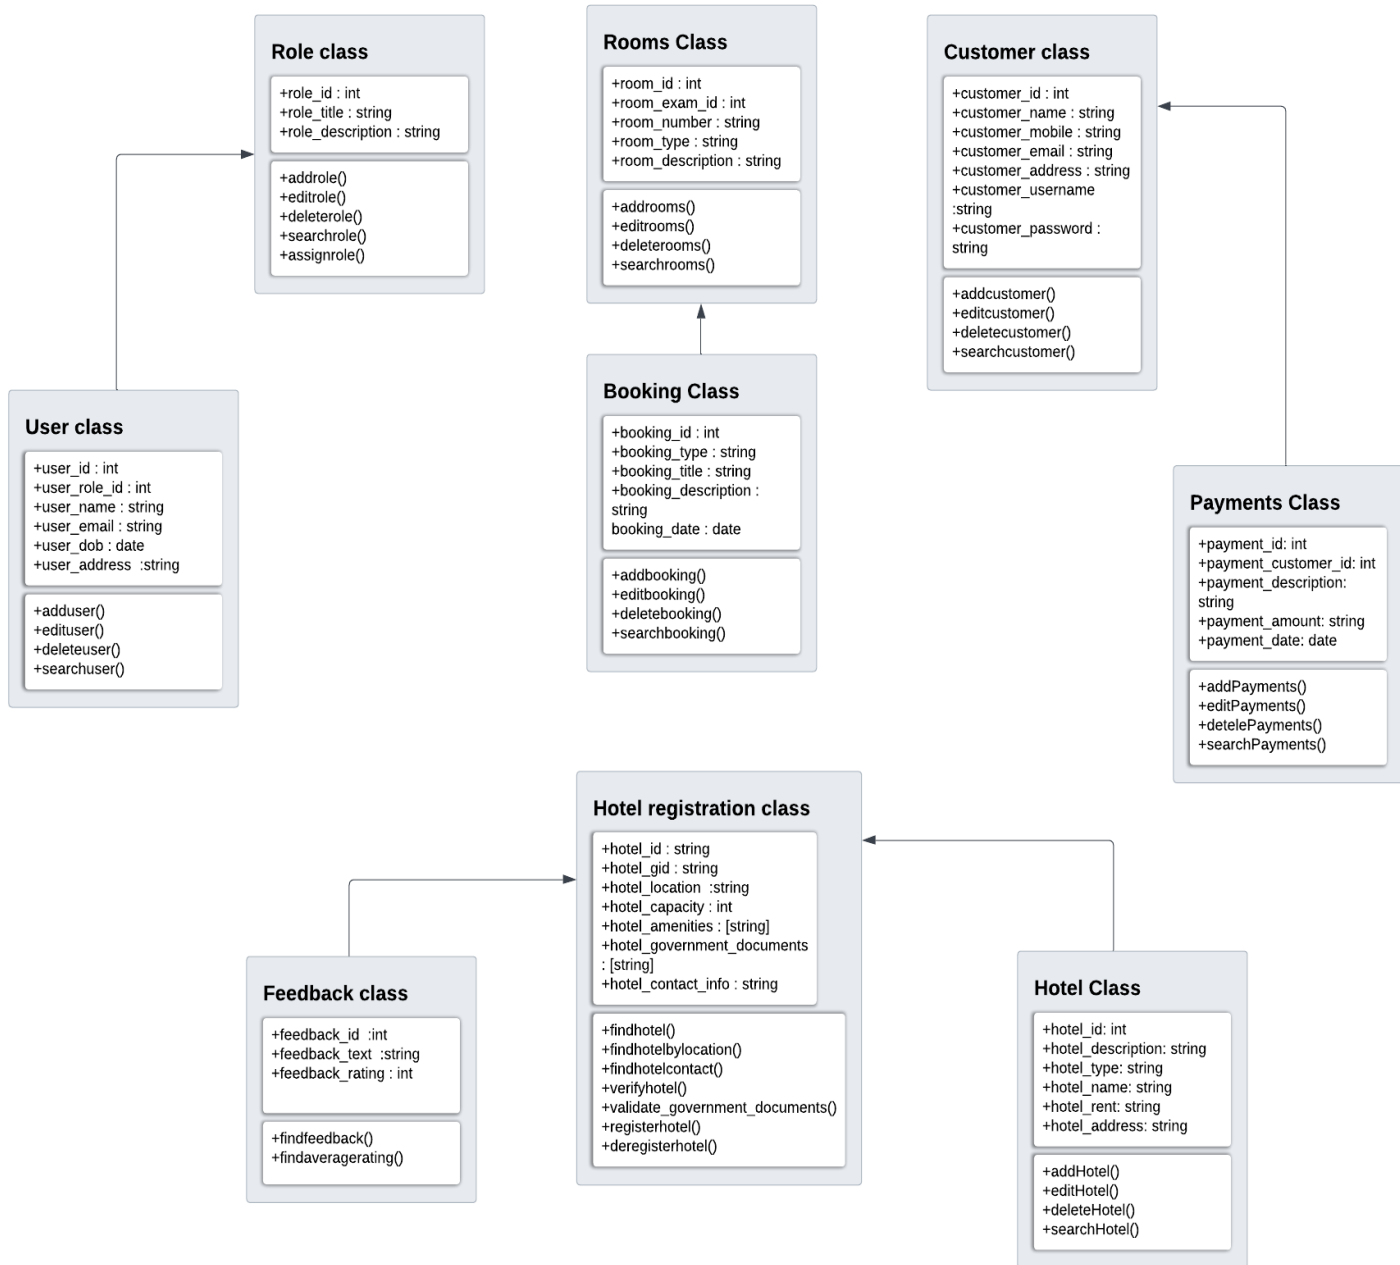 Role class
+role_id : int
+role_title : string
+role_description : string
+addrole()
+editrole()
+deleterole()
+searchrole()
+assignrole()
Rooms Class
+room_id : int
+room_exam_id : int
+room_number : string
+room_type : string
+room_description : string
+addrooms()
+editrooms()
+deleterooms()
+searchrooms()
Customer class
+customer_id : int
+customer_name : string
+customer_mobile : string
+customer_email : string
+customer_address : string
+customer_username
:string
+customer_password :
string
+addcustomer()
+editcustomer()
+deletecustomer()
+searchcustomer()
User class
+user_id : int
+user_role_id : int
+user_name : string
+user_email : string
+user_dob : date
+user_address :string
+adduser()
+edituser()
+deleteuser()
+searchuser()
Booking Class
+booking_id : int
+booking_type : string
+booking_title : string
+booking_description :
string
booking_date : date
+addbooking()
+editbooking()
+deletebooking()
+searchbooking()
Payments Class
+payment_id: int
+payment_customer_id: int
+payment_description:
string
+payment_amount: string
+payment_date: date
+addPayments()
+editPayments()
+detelePayments()
+searchPayments()
Hotel registration class
+hotel_id : string
+hotel_gid : string
+hotel_location :string
+hotel_capacity : int
+hotel_amenities : [string]
+hotel_government_documents
: [string]
+hotel_contact_info : string
+findhotel()
+findhotelbylocation()
+findhotelcontact()
+verifyhotel()
+validate_government_documents()
+registerhotel()
+deregisterhotel()
Feedback class
+feedback_id :int
+feedback_text :string
+feedback_rating : int
+findfeedback()
+findaveragerating()
Hotel Class
+hotel_id: int
+hotel_description: string
+hotel_type: string
+hotel_name: string
+hotel_rent: string
+hotel_address: string
+addHotel()
+editHotel()
+deleteHotel()
+searchHotel()